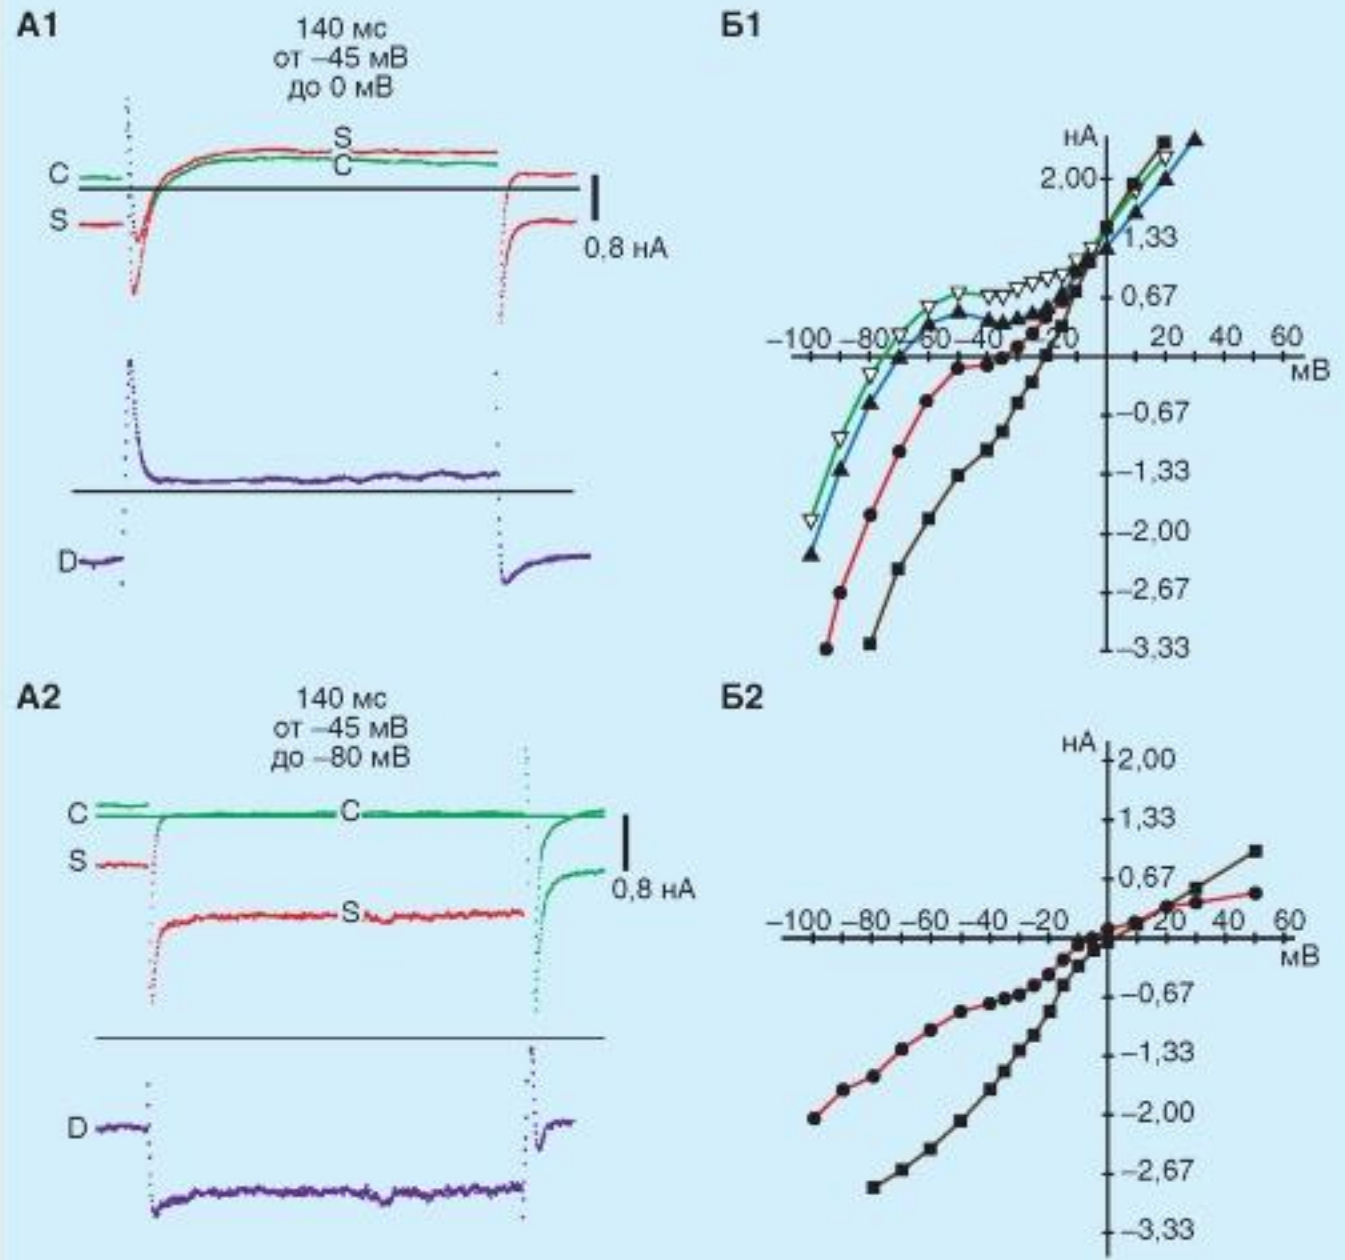 А1
140 мс
от –45 мВ
до 0 мВ
C
S
S
C
0,8 нА
D
Б1
нА
2,00
1,33
0,67
–100 –80 –60 –40 –20 20 40 60
мВ
–0,67
–1,33
–2,00
–2,67
–3,33
А2
140 мс
от –45 мВ
до –80 мВ
C
C
S
S
0,8 нА
D
Б2
нА
2,00
1,33
0,67
–100 –80 –60 –40 –20 20 40 60
мВ
–0,67
–1,33
–2,00
–2,67
–3,33